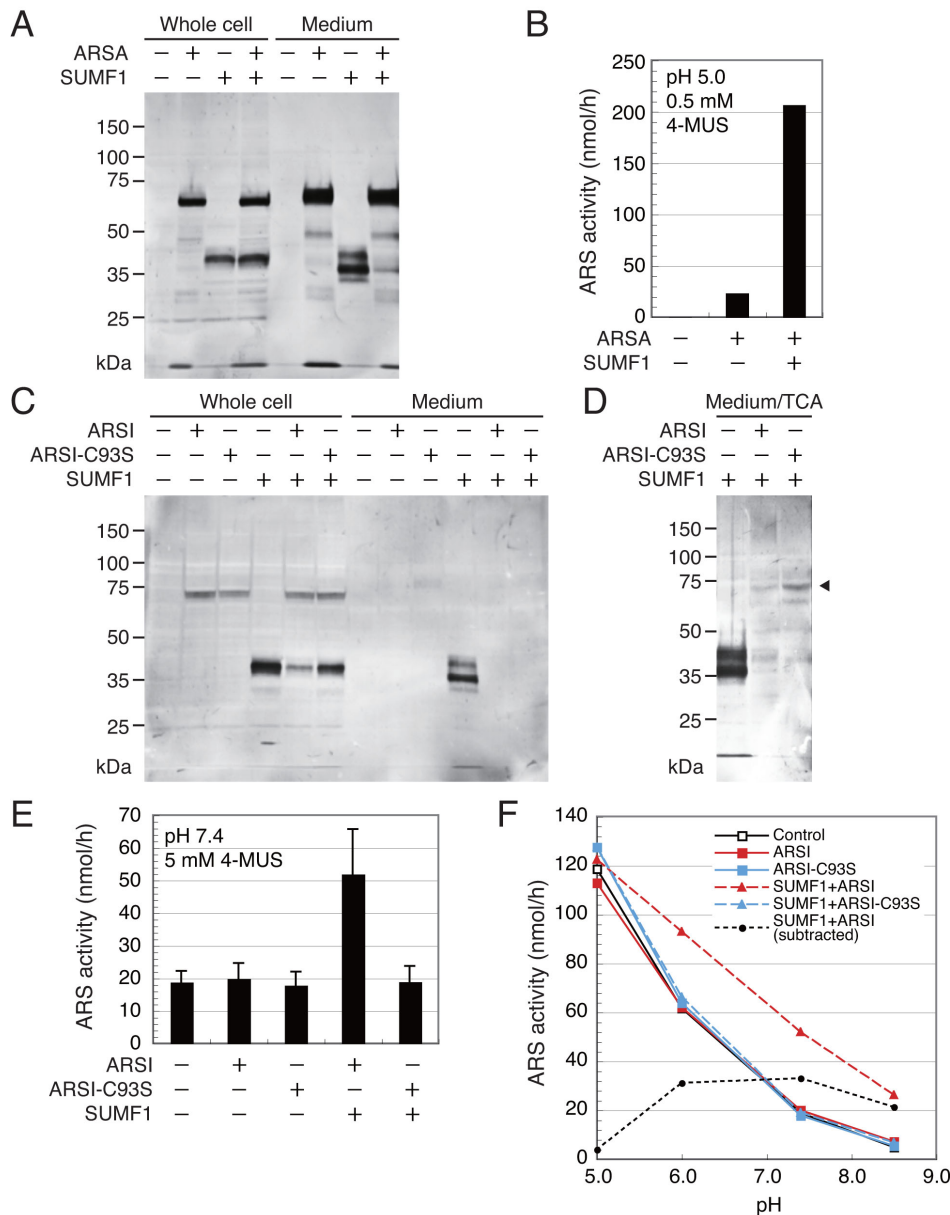 A
Whole cell Medium
ARSA – + – + – + – +
SUMF1 – – + + – – + +
150
100
75
50
35
25
kDa
B
pH 5.0
0.5 mM
4-MUS
ARS activity (nmol/h)
250
200
150
100
50
0
ARSA – + +
SUMF1 – – +
C
Whole cell Medium
ARSI – + – – + – – + – – + –
ARSI-C93S – – + – – + – – + – – +
SUMF1 – – – + + + – – – + + +
150
100
75
50
35
25
kDa
D
Medium/TCA
ARSI – + –
ARSI-C93S – – +
SUMF1 + + +
150
100
75
50
35
25
kDa
E
pH 7.4
5 mM 4-MUS
ARS activity (nmol/h)
70
60
50
40
30
20
10
0
ARSI – + – + –
ARSI-C93S – – + – +
SUMF1 – – – + +
F
Control
ARSI
ARSI-C93S
SUMF1+ARSI
SUMF1+ARSI-C93S
SUMF1+ARSI
(subtracted)
ARS activity (nmol/h)
140
120
100
80
60
40
20
0
5.0 6.0 7.0 8.0 9.0
pH